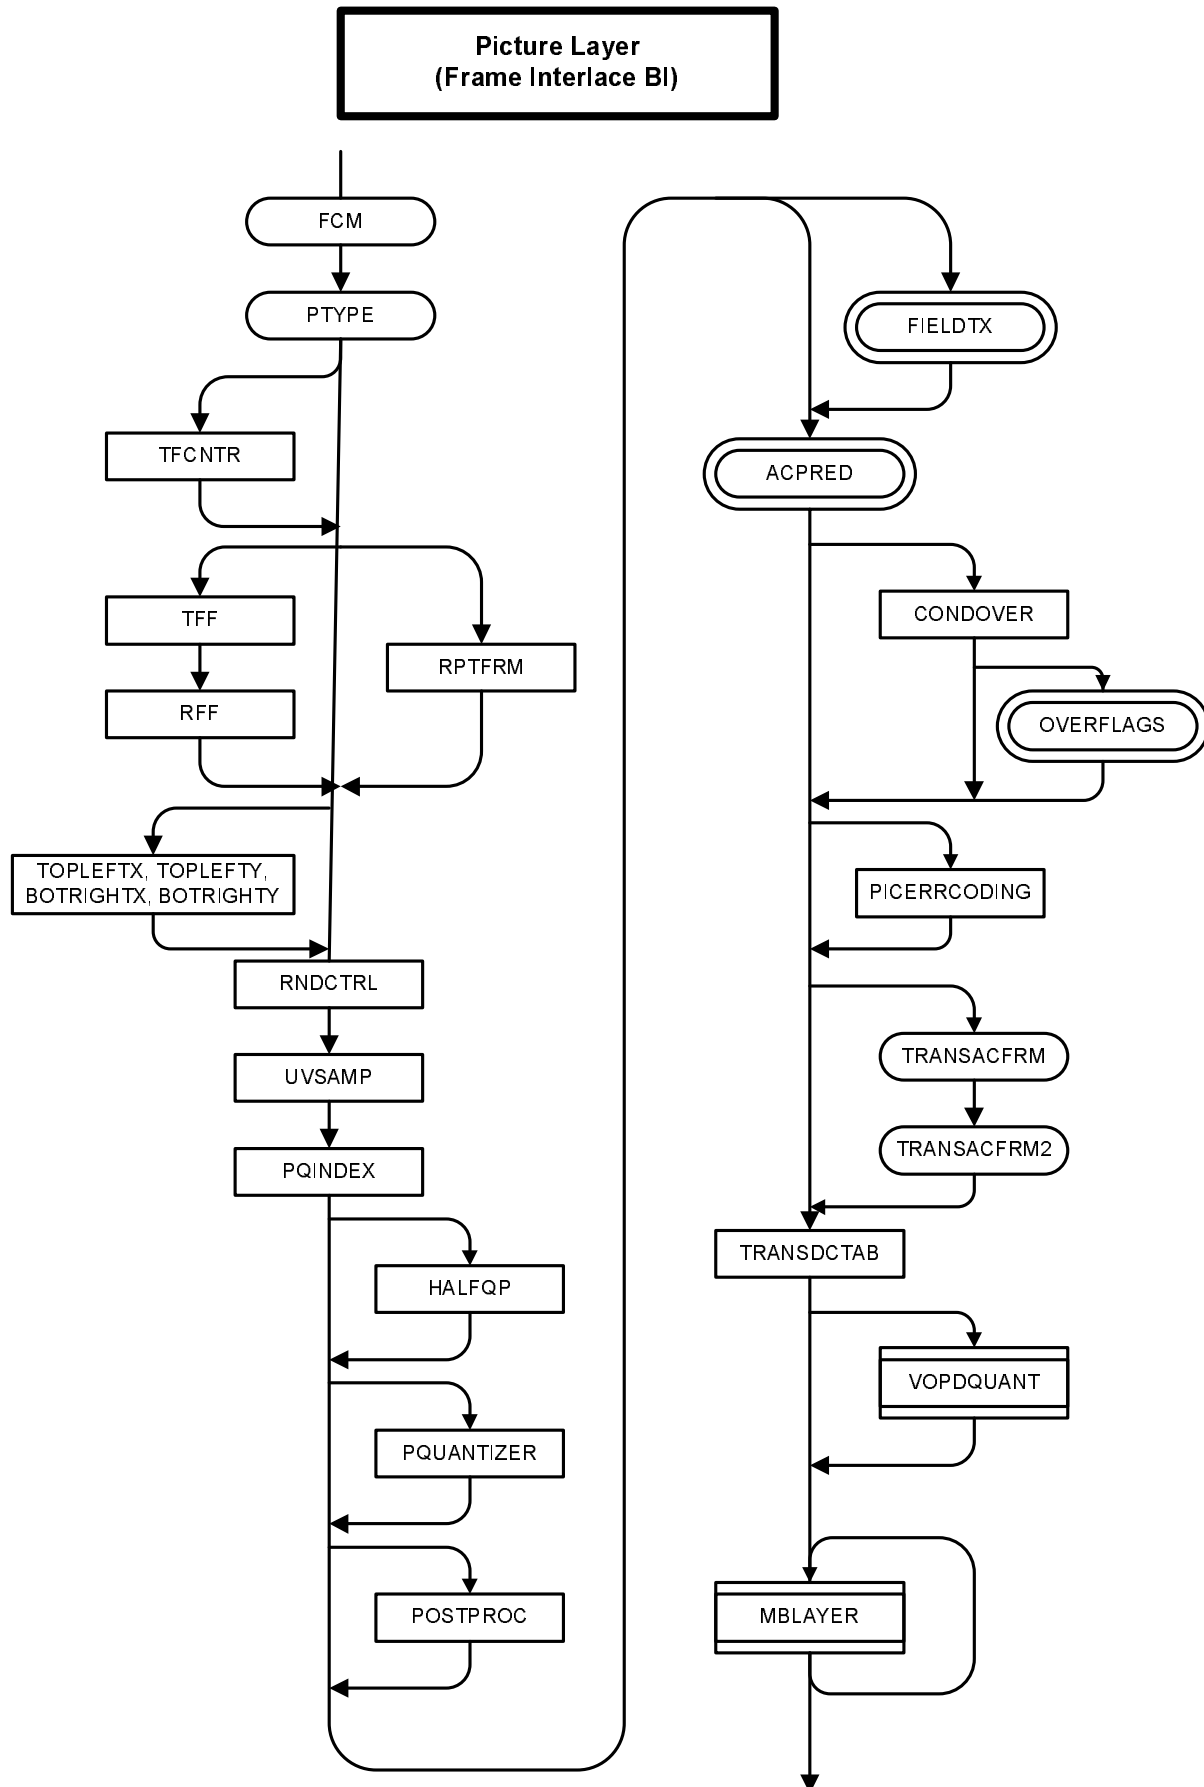 Picture Layer
(Frame Interlace BI)
FCM
PTYPE
TFCNTR
TFF
RPTFRM
RFF
TOPLEFTX, TOPLEFTY,
BOTRIGHTX, BOTRIGHTY
RNDCTRL
UVSAMP
PQINDEX
HALFQP
PQUANTIZER
POSTPROC
FIELDTX
ACPRED
CONDOVER
OVERFLAGS
PICERRCODING
TRANSACFRM
TRANSACFRM2
TRANSDCTAB
VOPDQUANT
MBLAYER